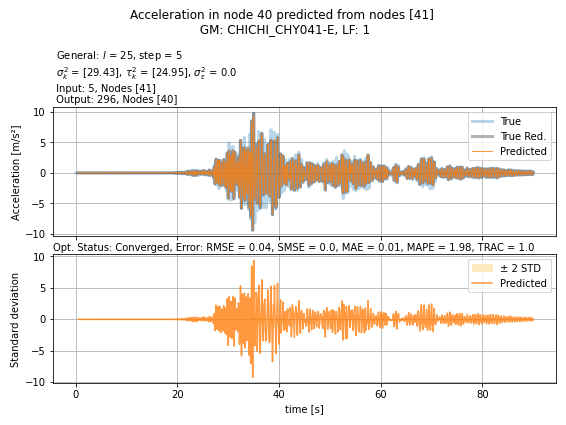 Acceleration in node 40 predicted from nodes [41]
GM: CHICHI_CHY041-E, LF: 1
General: l = 25, step = 5
σ²ₖ = [29.43], τ²ₖ = [24.95], σ²ε = 0.0
Input: 5, Nodes [41]
Output: 296, Nodes [40]
Acceleration [m/s²]
10
5
0
−5
−10
True
True Red.
Predicted
Opt. Status: Converged, Error: RMSE = 0.04, SMSE = 0.0, MAE = 0.01, MAPE = 1.98, TRAC = 1.0
Standard deviation
10
5
0
−5
−10
± 2 STD
Predicted
0 20 40 60 80
time [s]